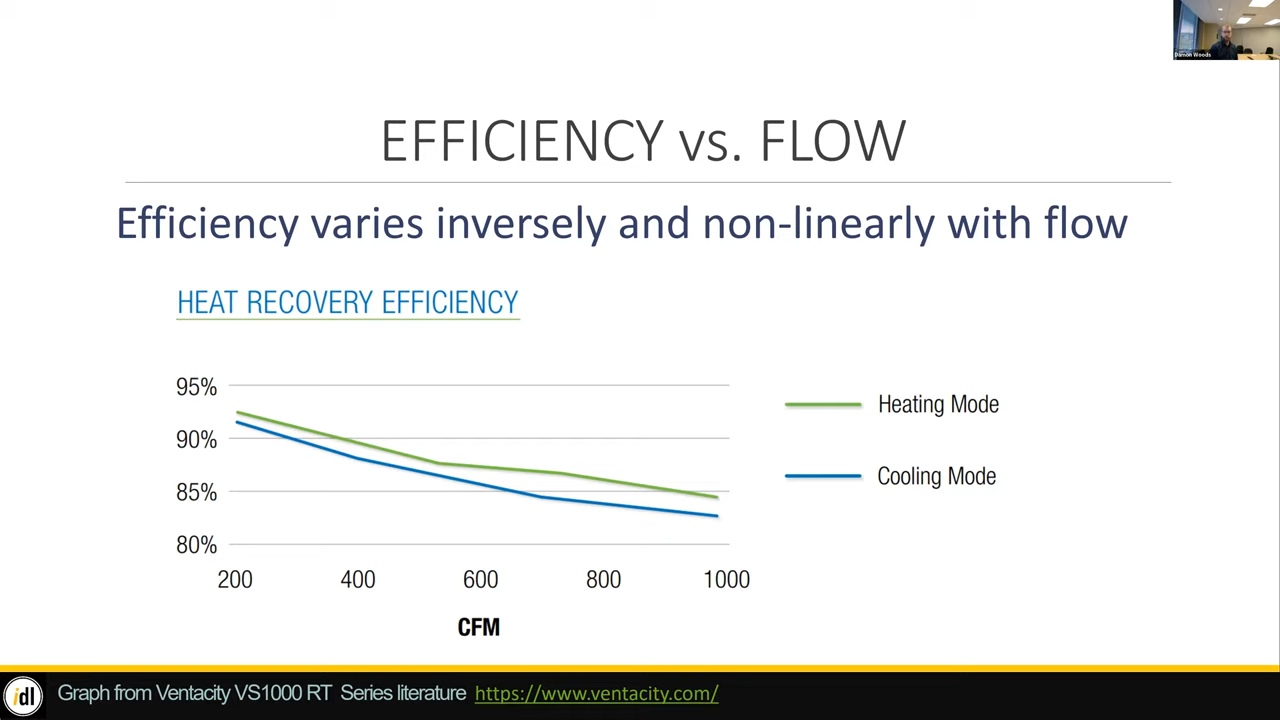 Damon Woods
EFFICIENCY vs. FLOW
Efficiency varies inversely and non-linearly with flow
HEAT RECOVERY EFFICIENCY
95%
90%
85%
80%
200 400 600 800 1000
CFM
Heating Mode
Cooling Mode
idl
Graph from Ventacity VS1000 RT Series literature https://www.ventacity.com/